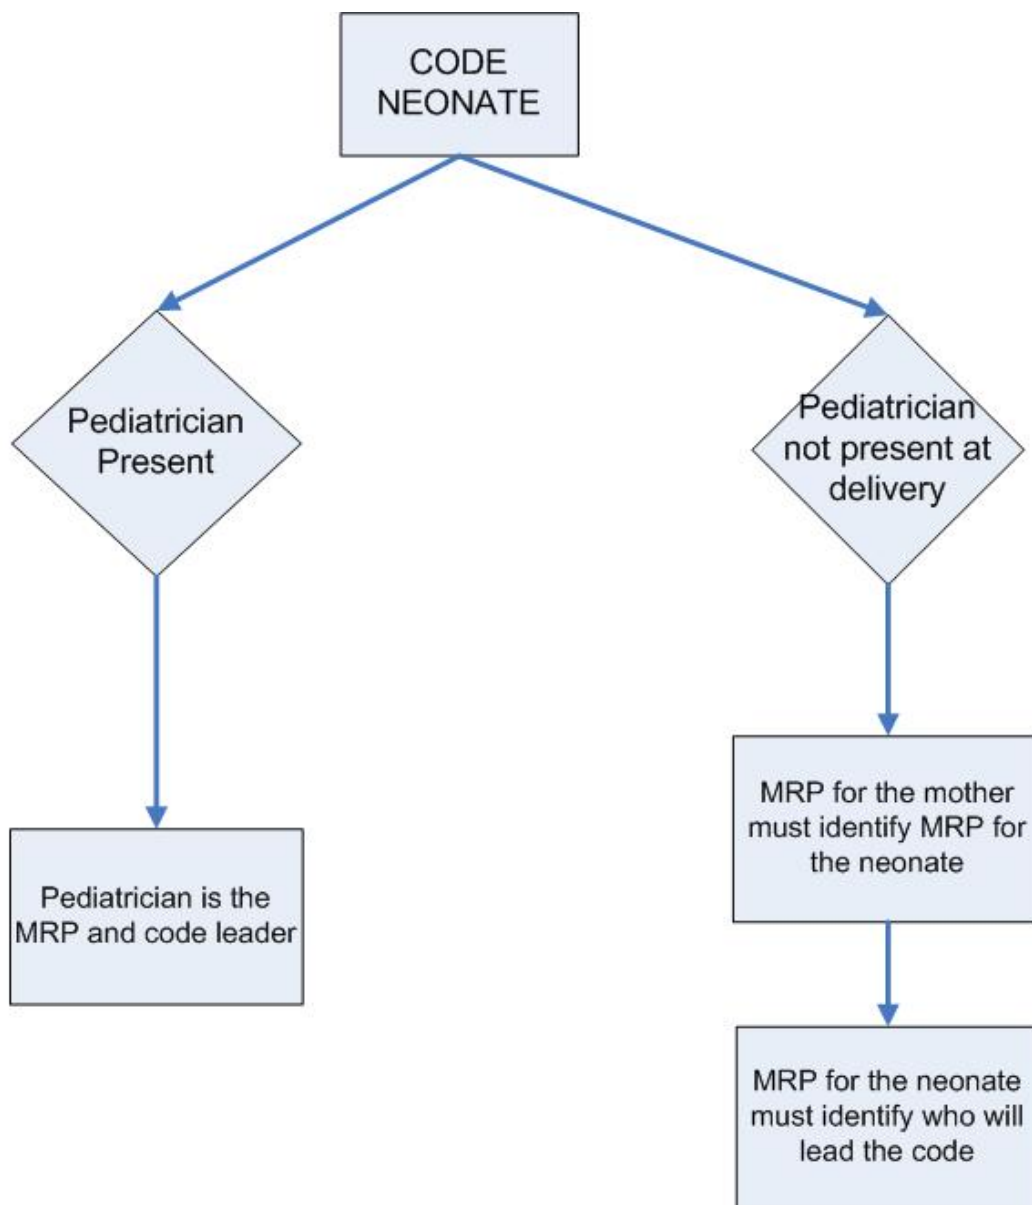 CODE
NEONATE
Pediatrician
Present
Pediatrician
not present at
delivery
MRP for the mother
must identify MRP for
the neonate
Pediatrician is the
MRP and code leader
MRP for the neonate
must identify who will
lead the code